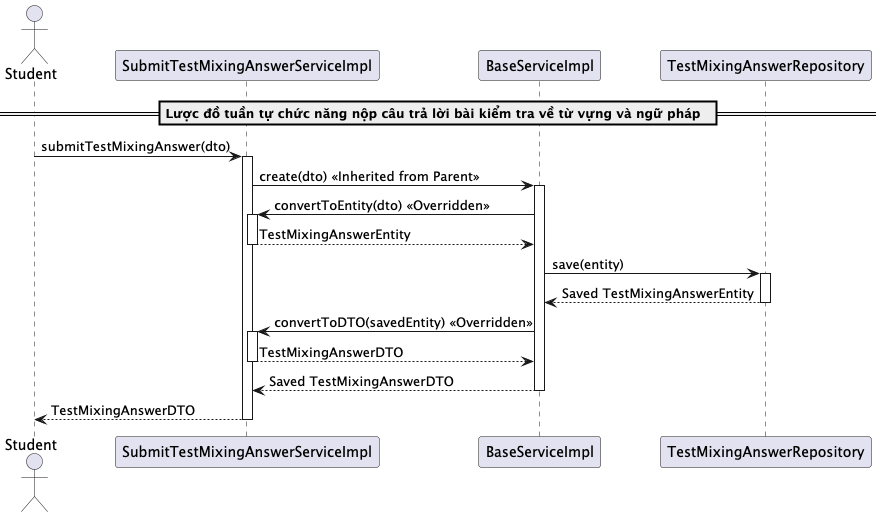 Student
SubmitTestMixingAnswerServiceImpl
BaseServiceImpl
TestMixingAnswerRepository
Lược đồ tuần tự chức năng nộp câu trả lời bài kiểm tra về từ vựng và ngữ pháp
submitTestMixingAnswer(dto)
create(dto) «Inherited from Parent»
convertToEntity(dto) «Overridden»
TestMixingAnswerEntity
save(entity)
Saved TestMixingAnswerEntity
convertToDTO(savedEntity) «Overridden»
TestMixingAnswerDTO
Saved TestMixingAnswerDTO
TestMixingAnswerDTO
Student
SubmitTestMixingAnswerServiceImpl
BaseServiceImpl
TestMixingAnswerRepository